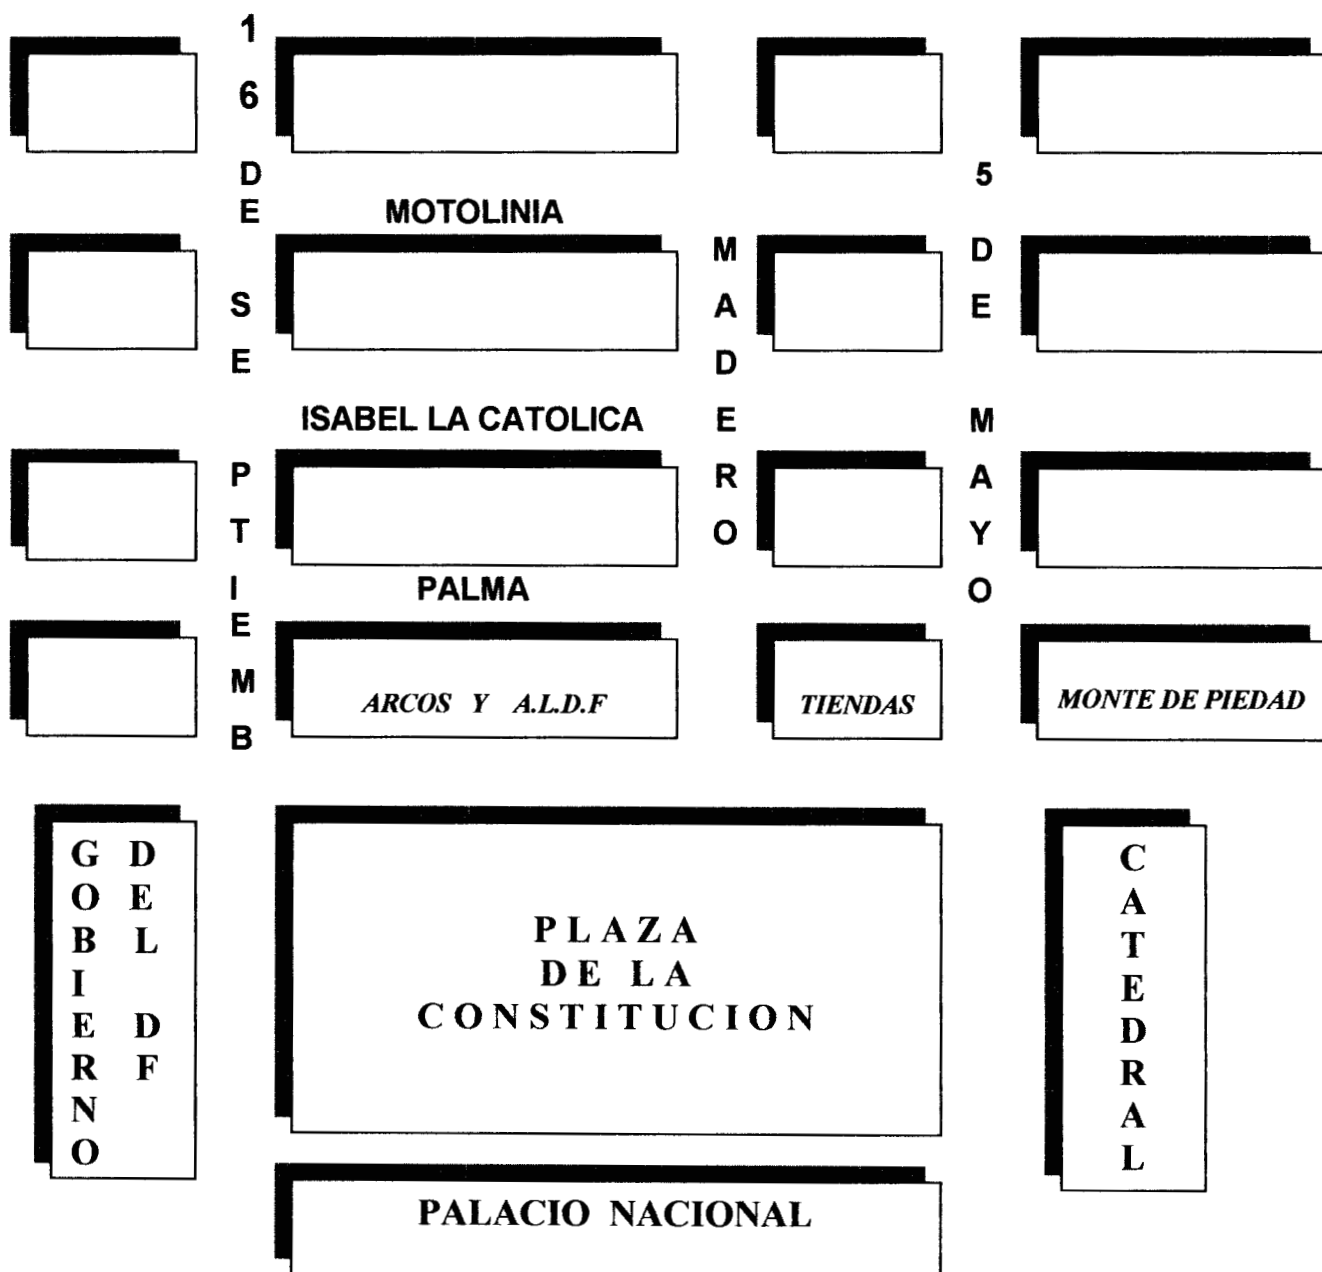 16 DE SEPTIEMB
MOTOLINIA
MADERO
5 DE MAYO
ISABEL LA CATOLICA
PALMA
ARCOS Y A.L.D.F
TIENDAS
MONTE DE PIEDAD
GOBIERNO
DEL DF
PLAZA
DE LA
CONSTITUCION
CATEDRAL
PALACIO NACIONAL